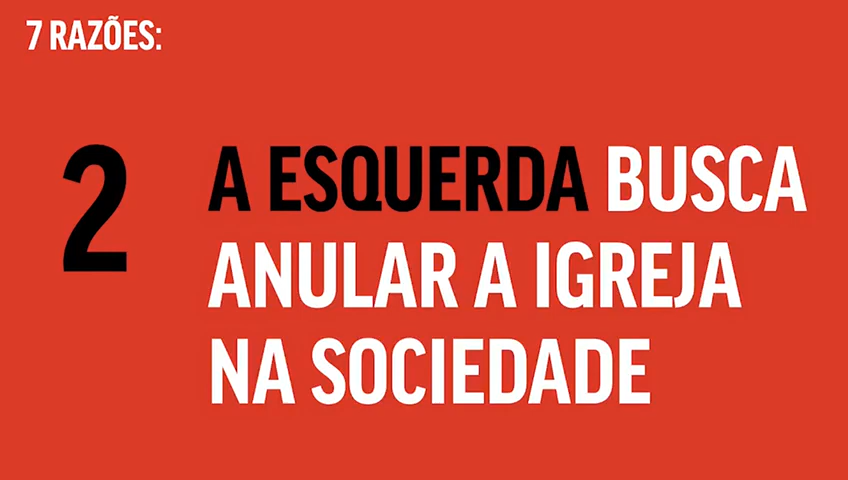 7 RAZÕES:
2
A ESQUERDA BUSCA
ANULAR A IGREJA
NA SOCIEDADE